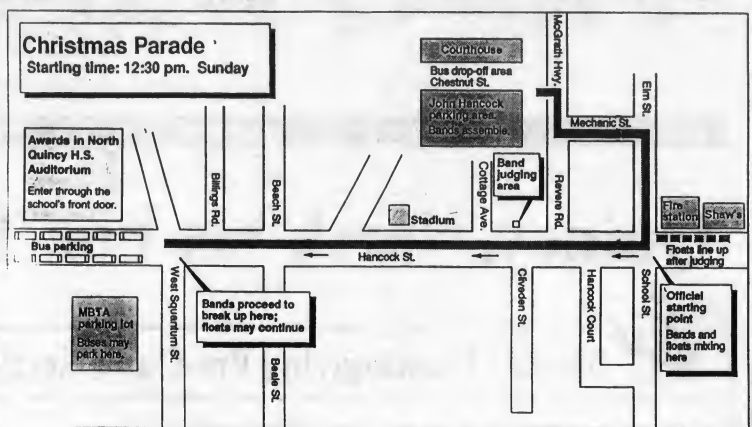 Christmas Parade
Starting time: 12:30 pm. Sunday
Courthouse
Bus drop-off area
Chestnut St.
John Hancock
parking area.
Bands assemble.
McGrath Hwy.
Elm St.
Mechanic St.
Awards in North
Quincy H.S.
Auditorium
Enter through the
school's front door.
Billings Rd.
Beach St.
Stadium
Cottage Ave.
Band
judging
area
Revere Rd.
Fire
station
Shaw's
Bus parking
Hancock St.
Floats line up
after judging
West Squantum St
Bands proceed to
break up here;
floats may continue
MBTA
parking lot
Buses may
park here.
Beale St.
Cliveden St.
Hancock Court
School St.
Official
starting
point
Bands and
floats mixing
here